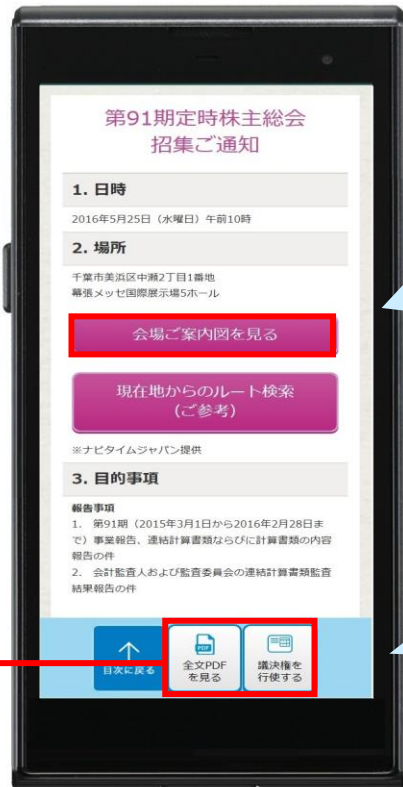 第91期定時株主総会
招集ご通知
1. 日時
2016年5月25日（水曜日）午前10時
2. 場所
千葉市美浜区中瀬2丁目1番地
幕張メッセ国際展示場5ホール
会場ご案内図を見る
現在地からのルート検索
（ご参考）
※ナビタイムジャパン提供
3. 目的事項
報告事項
1. 第91期（2015年3月1日から2016年2月28日ま
で）事業報告、連結計算書類ならびに計算書類の内容
報告の件
2. 会計監査人および監査委員会の連結計算書類監査
結果報告の件
目次に戻る
PDF
全文PDF
を見る
議決権を
行使する